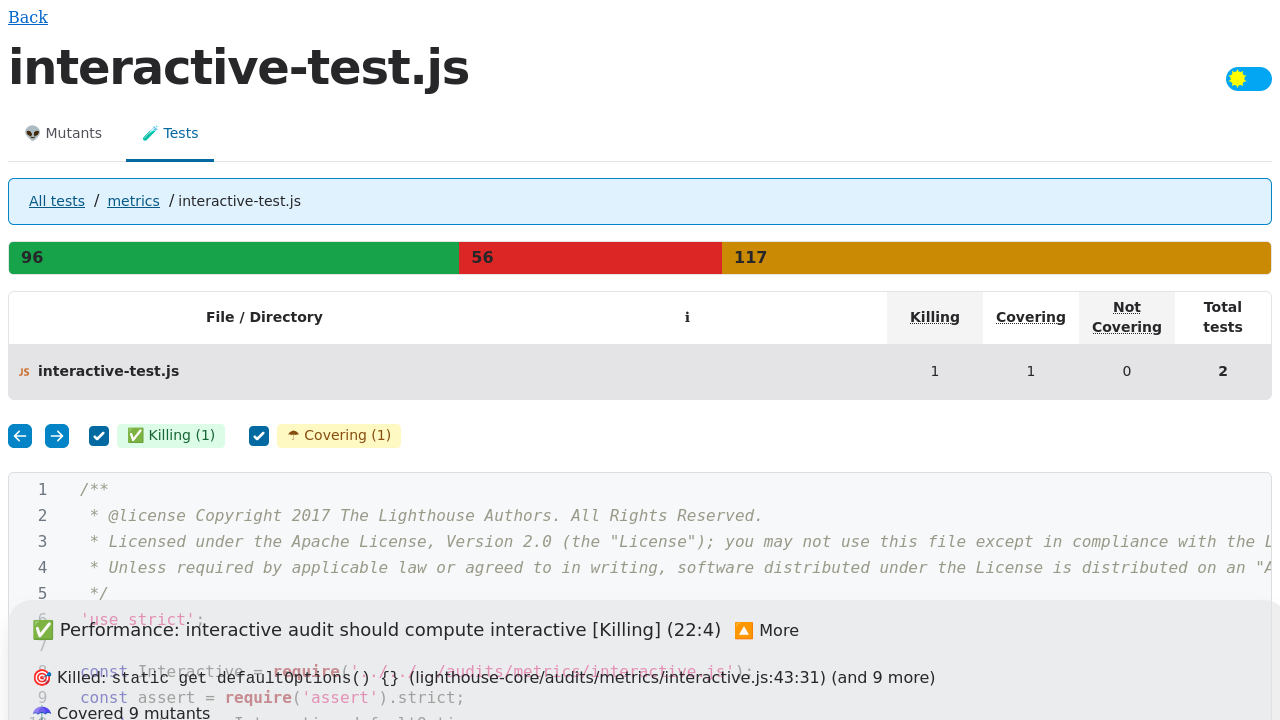 Back
interactive-test.js
👽 Mutants 🧪 Tests
All tests / metrics / interactive-test.js
96 56 117
File / Directory ℹ Killing Covering Not Covering Total tests
JS interactive-test.js 1 1 0 2
✅ Killing (1) ☂ Covering (1)
1 /**
2  * @license Copyright 2017 The Lighthouse Authors. All Rights Reserved.
3  * Licensed under the Apache License, Version 2.0 (the "License"); you may not use this file except in compliance with the
4  * Unless required by applicable law or agreed to in writing, software distributed under the License is distributed on an
5  */
6 'use strict';
✅ Performance: interactive audit should compute interactive [Killing] (22:4) 🔼 More
7
8 const Interactive = require('../../../audits/metrics/interactive.js');
🎯 Killed: static get defaultOptions() {} (lighthouse-core/audits/metrics/interactive.js:43:31) (and 9 more)
9 const assert = require('assert').strict;
☂️ Covered 9 mutants